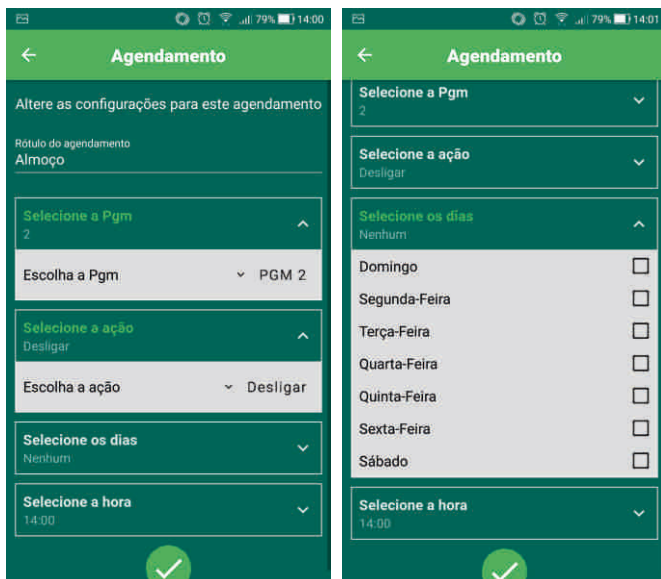 79% 14:00
Agendamento
Altere as configurações para este agendamento
Rótulo do agendamento
Almoço
Selecione a Pgm
2
Escolha a Pgm PGM 2
Selecione a ação
Desligar
Escolha a ação Desligar
Selecione os dias
Nenhum
Selecione a hora
14:00
79% 14:01
Agendamento
Selecione a Pgm
2
Selecione a ação
Desligar
Selecione os dias
Nenhum
Domingo
Segunda-Feira
Terça-Feira
Quarta-Feira
Quinta-Feira
Sexta-Feira
Sábado
Selecione a hora
14:00